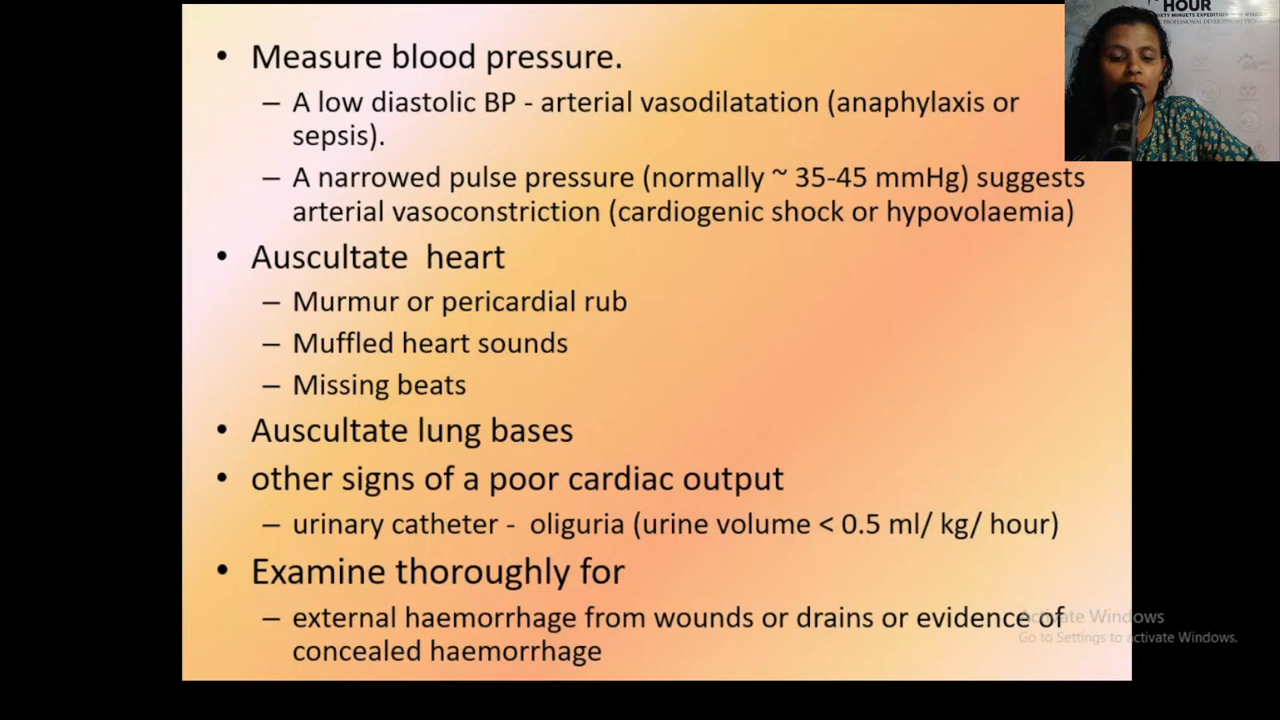 HOUR
• Measure blood pressure.
– A low diastolic BP - arterial vasodilatation (anaphylaxis or
sepsis).
– A narrowed pulse pressure (normally ~ 35-45 mmHg) suggests
arterial vasoconstriction (cardiogenic shock or hypovolaemia)
• Auscultate  heart
– Murmur or pericardial rub
– Muffled heart sounds
– Missing beats
• Auscultate lung bases
• other signs of a poor cardiac output
– urinary catheter -  oliguria (urine volume < 0.5 ml/ kg/ hour)
• Examine thoroughly for
– external haemorrhage from wounds or drains or evidence of
concealed haemorrhage
Activate Windows
Go to Settings to activate Windows.